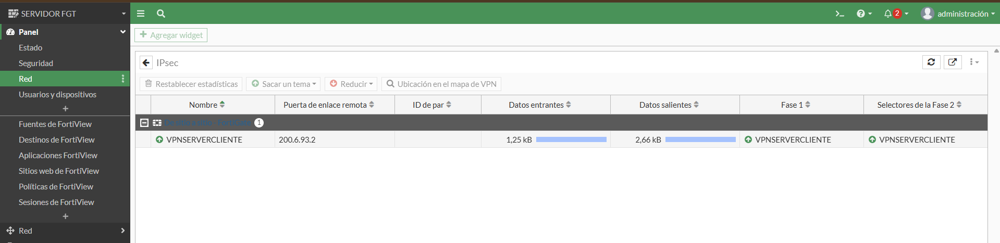 SERVIDOR FGT
2
administración
Panel
Agregar widget
Estado
Seguridad
Red
Usuarios y dispositivos
Fuentes de FortiView
Destinos de FortiView
Aplicaciones FortiView
Sitios web de FortiView
Políticas de FortiView
Sesiones de FortiView
Red
IPsec
Restablecer estadísticas Sacar un tema Reducir Ubicación en el mapa de VPN
Nombre Puerta de enlace remota ID de par Datos entrantes Datos salientes Fase 1 Selectores de la Fase 2
De sitio a sitio - FortiGate 1
VPNSERVERCLIENTE 200.6.93.2 1,25 kB 2,66 kB VPNSERVERCLIENTE VPNSERVERCLIENTE